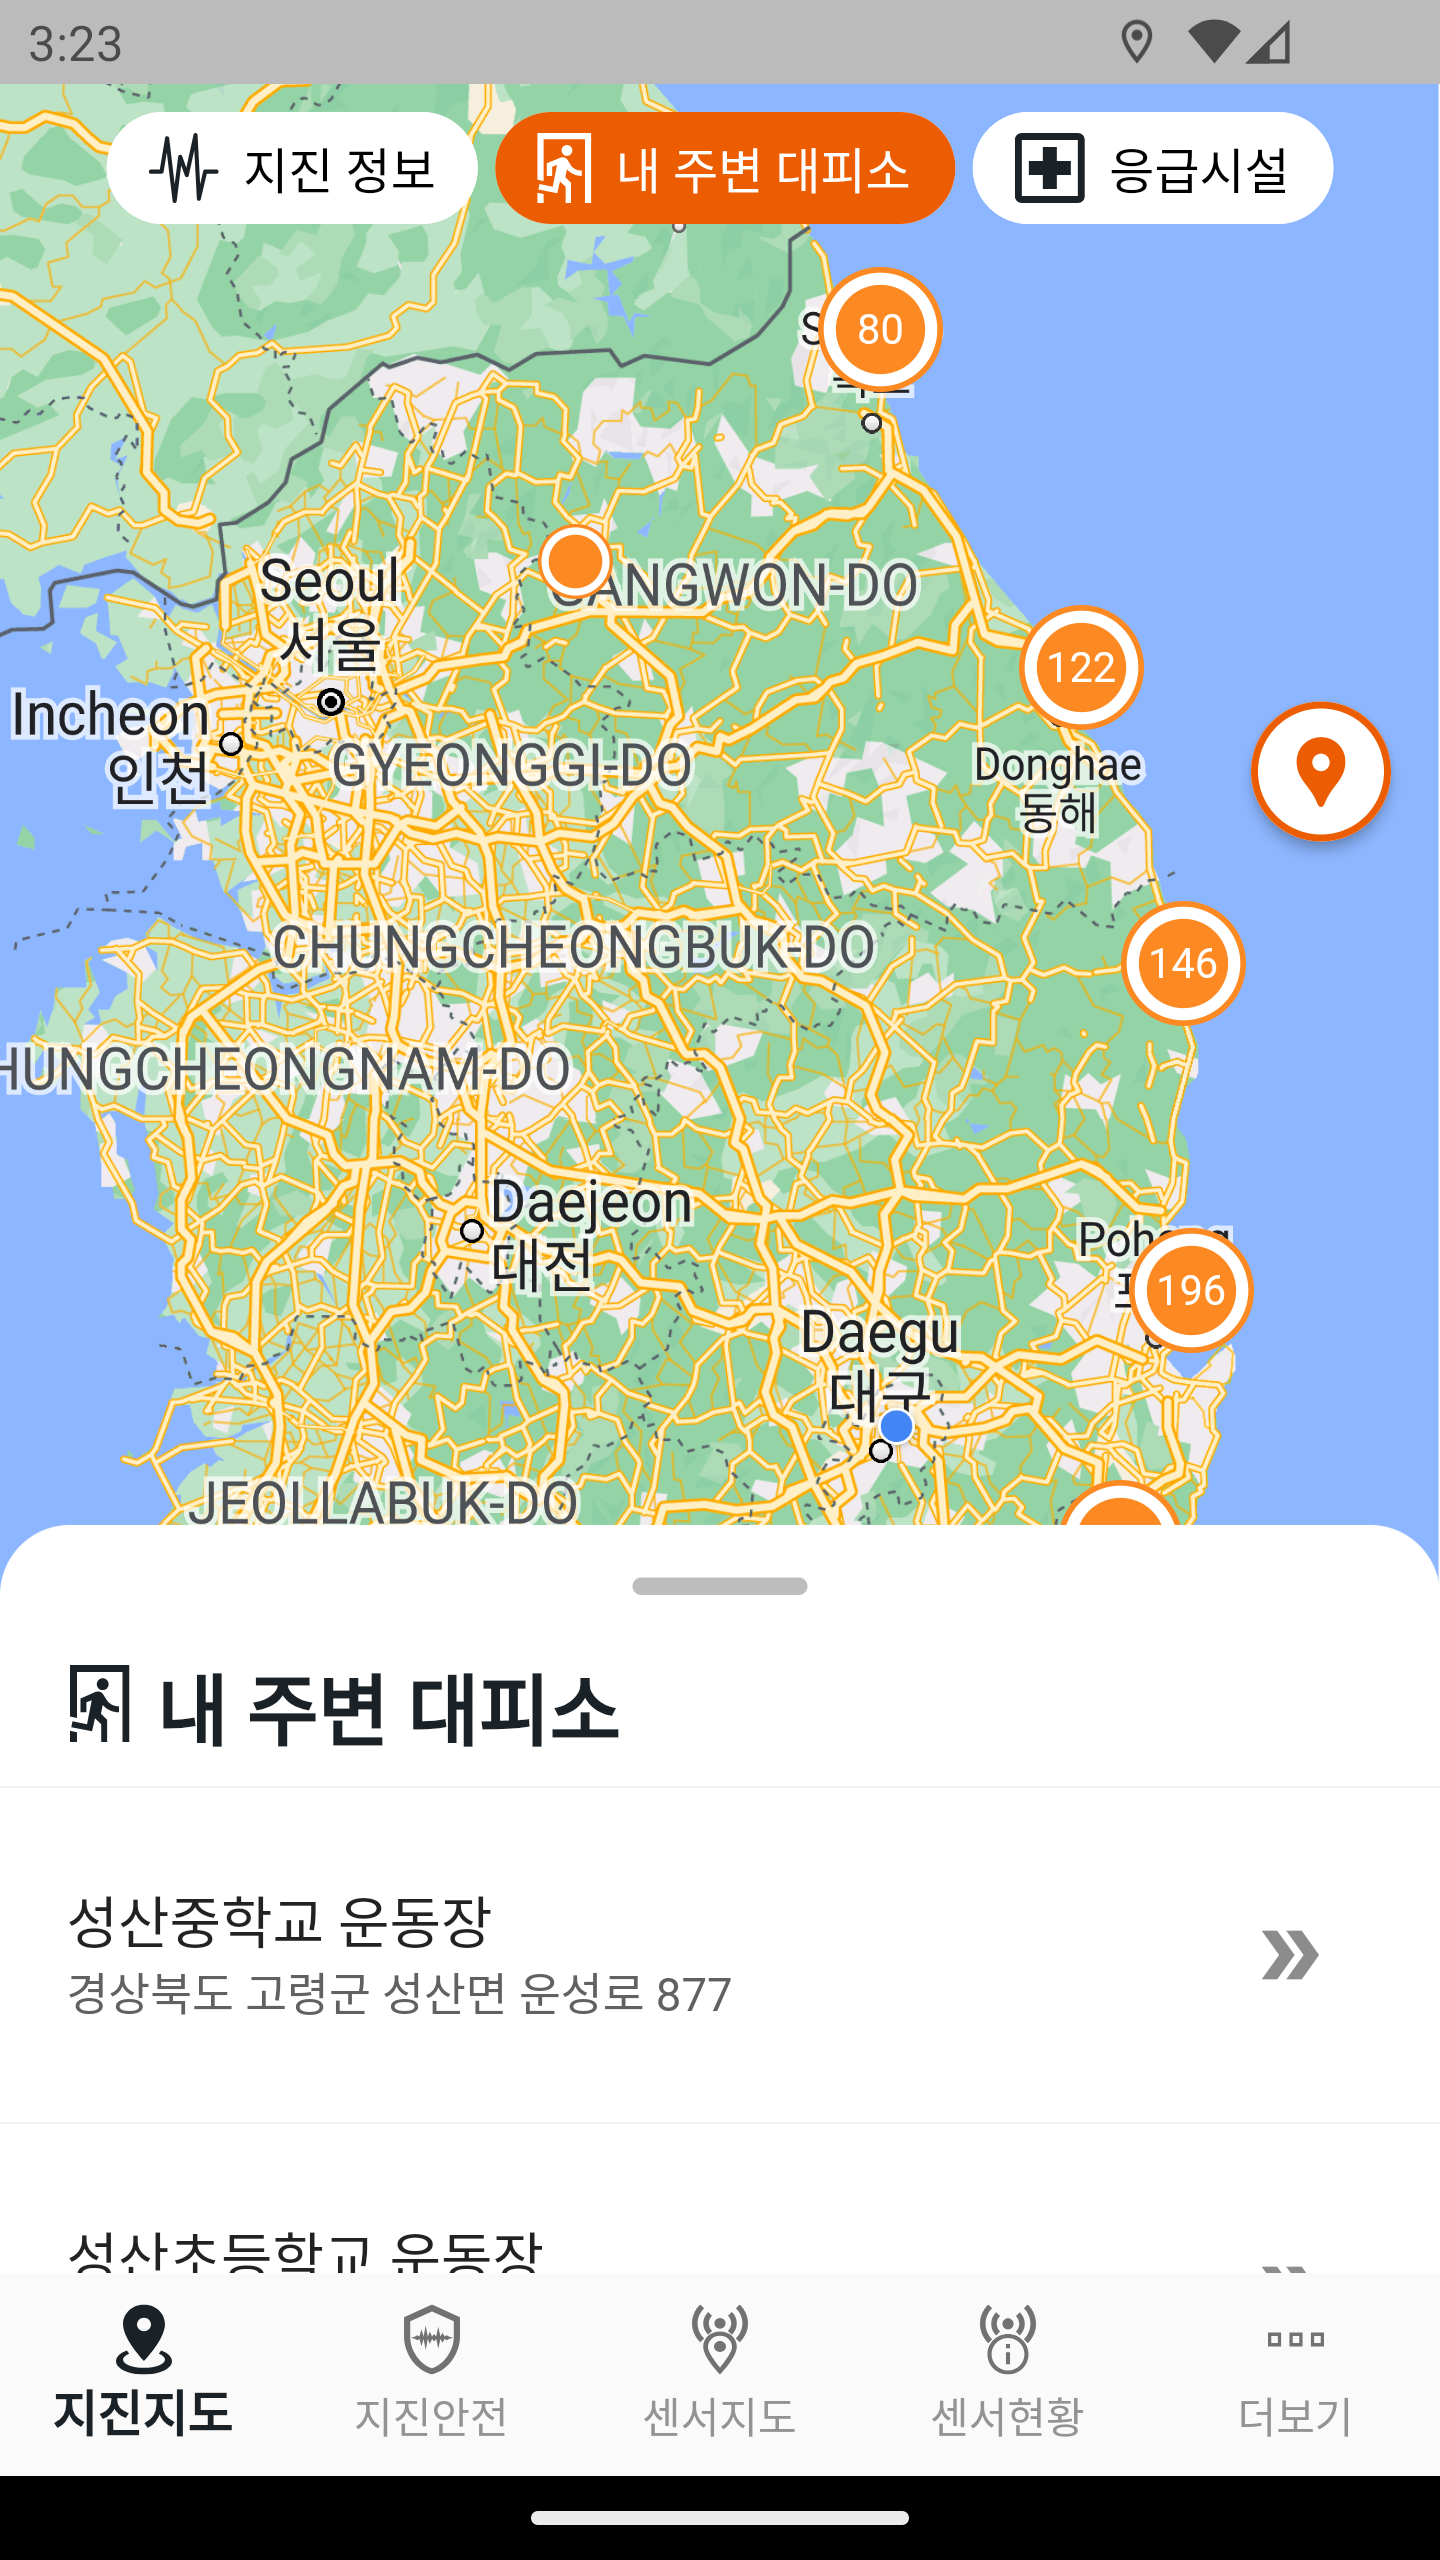 3:23
지진 정보
내 주변 대피소
응급시설
80
Seoul
서울
GANGWON-DO
122
Incheon
인천
GYEONGGI-DO
Donghae
동해
CHUNGCHEONGBUK-DO
146
HUNGCHEONGNAM-DO
Daejeon
대전
196
Daegu
대구
JEOLLABUK-DO
내 주변 대피소
성산중학교 운동장
경상북도 고령군 성산면 운성로 877
성산초등학교 운동장
지진지도
지진안전
센서지도
센서현황
더보기